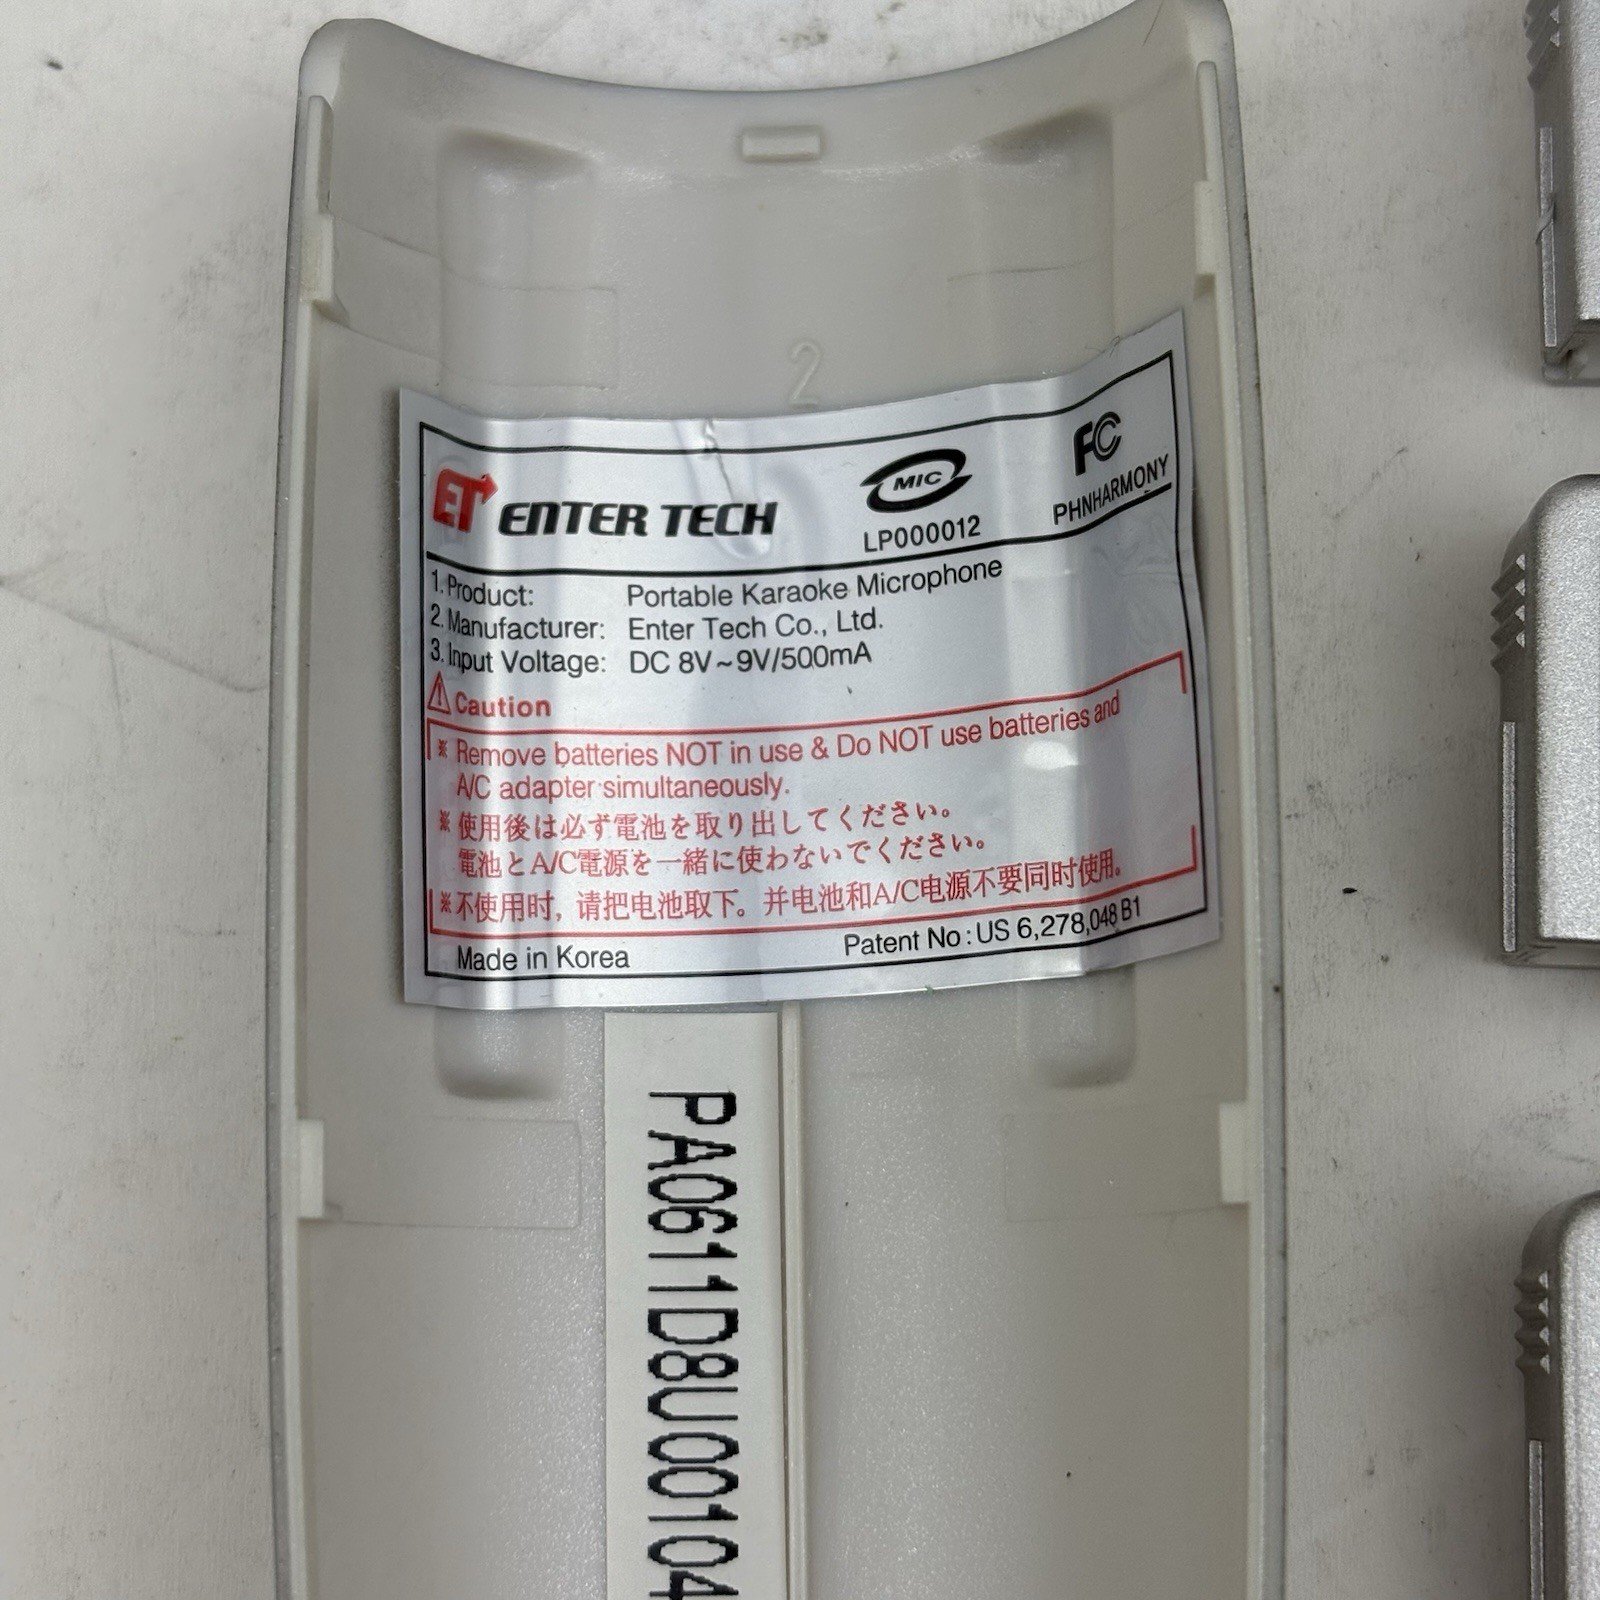 2
ET ENTER TECH
MIC
LP000012
FC
PHNHARMONY
1. Product: Portable Karaoke Microphone
2. Manufacturer: Enter Tech Co., Ltd.
3. Input Voltage: DC 8V~9V/500mA
Caution
※ Remove batteries NOT in use & Do NOT use batteries and
A/C adapter simultaneously.
※ 使用後は必ず電池を取り出してください。
電池とA/C電源を一緒に使わないでください。
※ 不使用时, 请把电池取下。并电池和A/C电源不要同时使用.
Made in Korea Patent No : US 6,278,048 B1
PA0611D8U00104